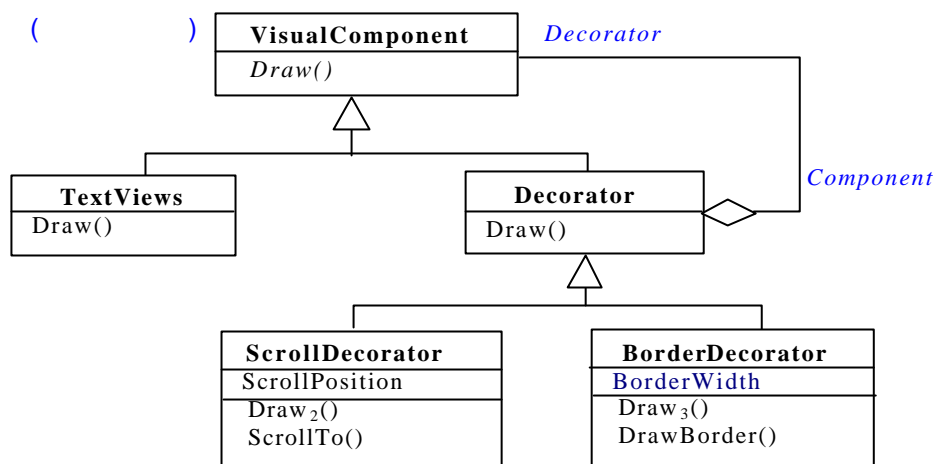 ( )
VisualComponent
Draw()
Decorator
Component
TextViews
Draw()
Decorator
Draw()
ScrollDecorator
ScrollPosition
Draw₂()
ScrollTo()
BorderDecorator
BorderWidth
Draw₃()
DrawBorder()